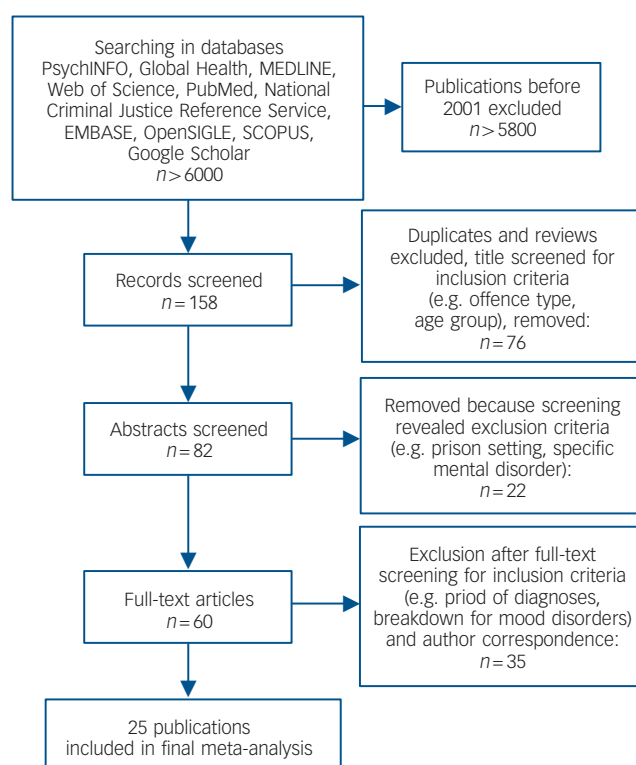 Searching in databases
PsychINFO, Global Health, MEDLINE,
Web of Science, PubMed, National
Criminal Justice Reference Service,
EMBASE, OpenSIGLE, SCOPUS,
Google Scholar
n>6000
Publications before
2001 excluded
n>5800
Records screened
n=158
Duplicates and reviews
excluded, title screened for
inclusion criteria
(e.g. offence type,
age group), removed:
n=76
Abstracts screened
n=82
Removed because screening
revealed exclusion criteria
(e.g. prison setting, specific
mental disorder):
n=22
Full-text articles
n=60
Exclusion after full-text
screening for inclusion criteria
(e.g. priod of diagnoses,
breakdown for mood disorders)
and author correspondence:
n=35
25 publications
included in final meta-analysis